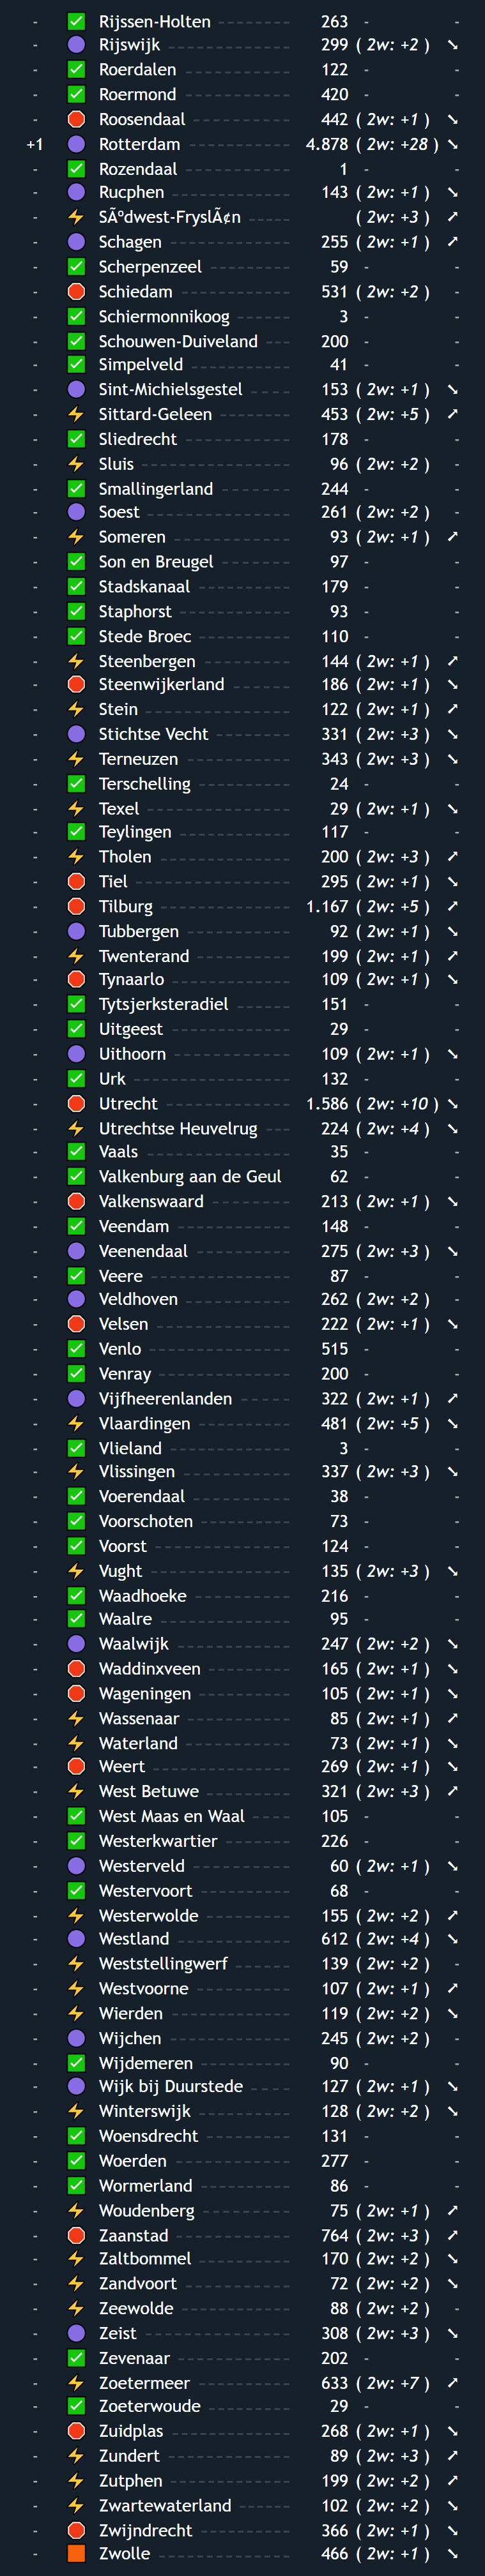 - ✅ Rijssen-Holten 263 - -
- 🟣 Rijswijk 299 ( 2w: +2 ) ➘
- ✅ Roerdalen 122 - -
- ✅ Roermond 420 - -
- 🛑 Roosendaal 442 ( 2w: +1 ) ➘
+1 🟣 Rotterdam 4.878 ( 2w: +28 ) ➘
- ✅ Rozendaal 1 - -
- 🟣 Rucphen 143 ( 2w: +1 ) ➘
- ⚡ SÃºdwest-FryslÃ¢n ( 2w: +3 ) ➚
- 🟣 Schagen 255 ( 2w: +1 ) ➚
- ✅ Scherpenzeel 59 - -
- 🛑 Schiedam 531 ( 2w: +2 ) -
- ✅ Schiermonnikoog 3 - -
- ✅ Schouwen-Duiveland 200 - -
- ✅ Simpelveld 41 - -
- 🟣 Sint-Michielsgestel 153 ( 2w: +1 ) ➘
- ⚡ Sittard-Geleen 453 ( 2w: +5 ) ➚
- ✅ Sliedrecht 178 - -
- ⚡ Sluis 96 ( 2w: +2 ) -
- ✅ Smallingerland 244 - -
- 🟣 Soest 261 ( 2w: +2 ) -
- ⚡ Someren 93 ( 2w: +1 ) ➚
- ✅ Son en Breugel 97 - -
- ✅ Stadskanaal 179 - -
- ✅ Staphorst 93 - -
- ✅ Stede Broec 110 - -
- ⚡ Steenbergen 144 ( 2w: +1 ) ➚
- 🛑 Steenwijkerland 186 ( 2w: +1 ) ➘
- ⚡ Stein 122 ( 2w: +1 ) ➚
- 🟣 Stichtse Vecht 331 ( 2w: +3 ) ➘
- ⚡ Terneuzen 343 ( 2w: +3 ) ➘
- ✅ Terschelling 24 - -
- ⚡ Texel 29 ( 2w: +1 ) ➘
- ✅ Teylingen 117 - -
- ⚡ Tholen 200 ( 2w: +3 ) ➚
- 🛑 Tiel 295 ( 2w: +1 ) ➘
- 🛑 Tilburg 1.167 ( 2w: +5 ) ➚
- 🟣 Tubbergen 92 ( 2w: +1 ) ➘
- ⚡ Twenterand 199 ( 2w: +1 ) ➚
- 🛑 Tynaarlo 109 ( 2w: +1 ) ➘
- ✅ Tytsjerksteradiel 151 - -
- ✅ Uitgeest 29 - -
- 🟣 Uithoorn 109 ( 2w: +1 ) ➘
- ✅ Urk 132 - -
- 🛑 Utrecht 1.586 ( 2w: +10 ) ➘
- ⚡ Utrechtse Heuvelrug 224 ( 2w: +4 ) ➘
- ✅ Vaals 35 - -
- ✅ Valkenburg aan de Geul 62 - -
- 🛑 Valkenswaard 213 ( 2w: +1 ) ➘
- ✅ Veendam 148 - -
- 🟣 Veenendaal 275 ( 2w: +3 ) ➘
- ✅ Veere 87 - -
- 🟣 Veldhoven 262 ( 2w: +2 ) -
- 🛑 Velsen 222 ( 2w: +1 ) ➘
- ✅ Venlo 515 - -
- ✅ Venray 200 - -
- 🟣 Vijfheerenlanden 322 ( 2w: +1 ) ➚
- ⚡ Vlaardingen 481 ( 2w: +5 ) ➘
- ✅ Vlieland 3 - -
- ⚡ Vlissingen 337 ( 2w: +3 ) ➘
- ✅ Voerendaal 38 - -
- ✅ Voorschoten 73 - -
- ✅ Voorst 124 - -
- ⚡ Vught 135 ( 2w: +3 ) ➘
- ✅ Waadhoeke 216 - -
- ✅ Waalre 95 - -
- 🟣 Waalwijk 247 ( 2w: +2 ) ➘
- 🛑 Waddinxveen 165 ( 2w: +1 ) ➘
- 🛑 Wageningen 105 ( 2w: +1 ) ➘
- ⚡ Wassenaar 85 ( 2w: +1 ) ➚
- ⚡ Waterland 73 ( 2w: +1 ) ➘
- 🛑 Weert 269 ( 2w: +1 ) ➘
- ⚡ West Betuwe 321 ( 2w: +3 ) ➚
- ✅ West Maas en Waal 105 - -
- ✅ Westerkwartier 226 - -
- 🟣 Westerveld 60 ( 2w: +1 ) ➘
- ✅ Westervoort 68 - -
- ⚡ Westerwolde 155 ( 2w: +2 ) ➚
- 🟣 Westland 612 ( 2w: +4 ) ➘
- ⚡ Weststellingwerf 139 ( 2w: +2 ) -
- ⚡ Westvoorne 107 ( 2w: +1 ) ➚
- ⚡ Wierden 119 ( 2w: +2 ) ➘
- 🟣 Wijchen 245 ( 2w: +2 ) -
- ✅ Wijdemeren 90 - -
- 🟣 Wijk bij Duurstede 127 ( 2w: +1 ) ➘
- ⚡ Winterswijk 128 ( 2w: +2 ) ➘
- ✅ Woensdrecht 131 - -
- ✅ Woerden 277 - -
- ✅ Wormerland 86 - -
- ⚡ Woudenberg 75 ( 2w: +1 ) ➚
- 🛑 Zaanstad 764 ( 2w: +3 ) ➚
- ⚡ Zaltbommel 170 ( 2w: +2 ) ➘
- ⚡ Zandvoort 72 ( 2w: +2 ) ➘
- ⚡ Zeewolde 88 ( 2w: +2 ) -
- 🟣 Zeist 308 ( 2w: +3 ) ➘
- ✅ Zevenaar 202 - -
- ⚡ Zoetermeer 633 ( 2w: +7 ) ➚
- ✅ Zoeterwoude 29 - -
- 🛑 Zuidplas 268 ( 2w: +1 ) ➘
- ⚡ Zundert 89 ( 2w: +3 ) ➚
- ⚡ Zutphen 199 ( 2w: +2 ) ➚
- ⚡ Zwartewaterland 102 ( 2w: +2 ) ➘
- 🛑 Zwijndrecht 366 ( 2w: +1 ) ➘
- 🟧 Zwolle 466 ( 2w: +1 ) ➘